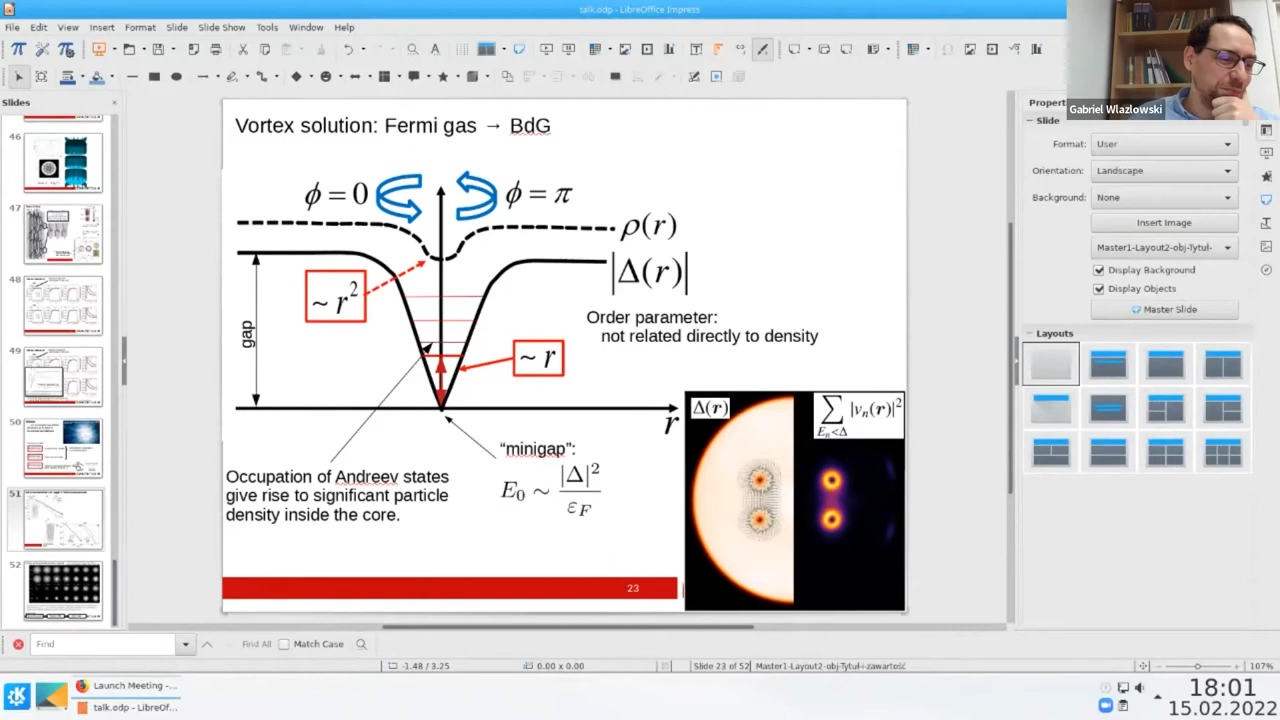 talk.odp - LibreOffice Impress
File Edit View Insert Format Slide Slide Show Tools Window Help
Gabriel Wlazlowski
Slides
46
47
48
49
50
51
52
Vortex solution: Fermi gas → BdG
ϕ = 0
ϕ = π
ρ(r)
|Δ(r)|
~ r²
gap
~ r
Order parameter:
not related directly to density
r
"minigap":
E₀ ~ |Δ|² / ε_F
Occupation of Andreev states
give rise to significant particle
density inside the core.
Δ(r)
∑ |vₙ(r)|²
Eₙ<Δ
23
Propert
Slide
Format: User
Orientation: Landscape
Background: None
Insert Image
Master1-Layout2-obj-Tytuł-
Display Background
Display Objects
Master Slide
Layouts
Find
Find All Match Case
-1.48 / 3.25 0.00 x 0.00 Slide 23 of 52 Master1-Layout2-obj-Tytuł-i-zawartość 107%
Launch Meeting -...
talk.odp - LibreOf...
18:01
15.02.2022